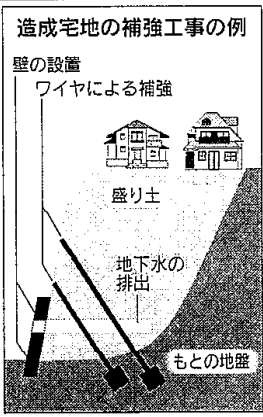 造成宅地の補強工事の例
壁の設置
ワイヤによる補強
盛り土
地下水の
排出
もとの地盤